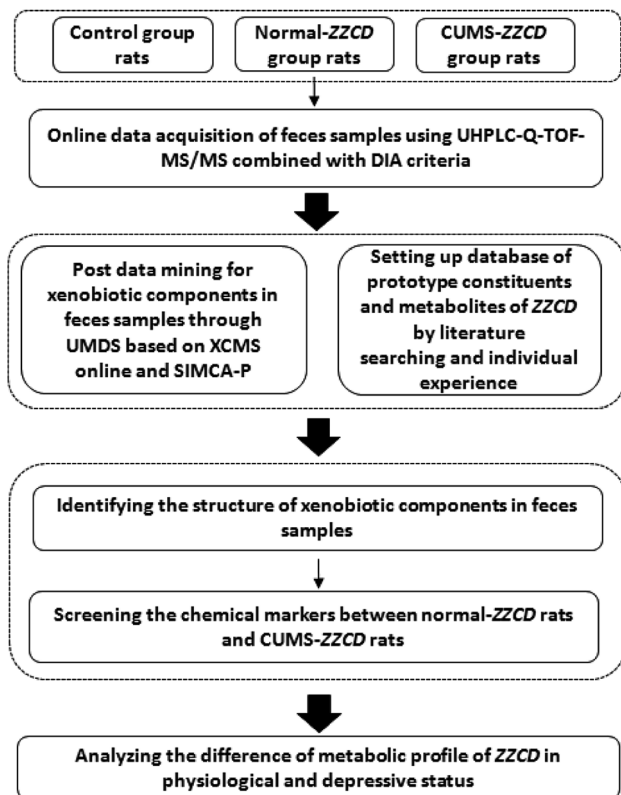 Control group
rats
Normal-ZZCD
group rats
CUMS-ZZCD
group rats
Online data acquisition of feces samples using UHPLC-Q-TOF-
MS/MS combined with DIA criteria
Post data mining for
xenobiotic components in
feces samples through
UMDS based on XCMS
online and SIMCA-P
Setting up database of
prototype constituents
and metabolites of ZZCD
by literature
searching and individual
experience
Identifying the structure of xenobiotic components in feces
samples
Screening the chemical markers between normal-ZZCD rats
and CUMS-ZZCD rats
Analyzing the difference of metabolic profile of ZZCD in
physiological and depressive status